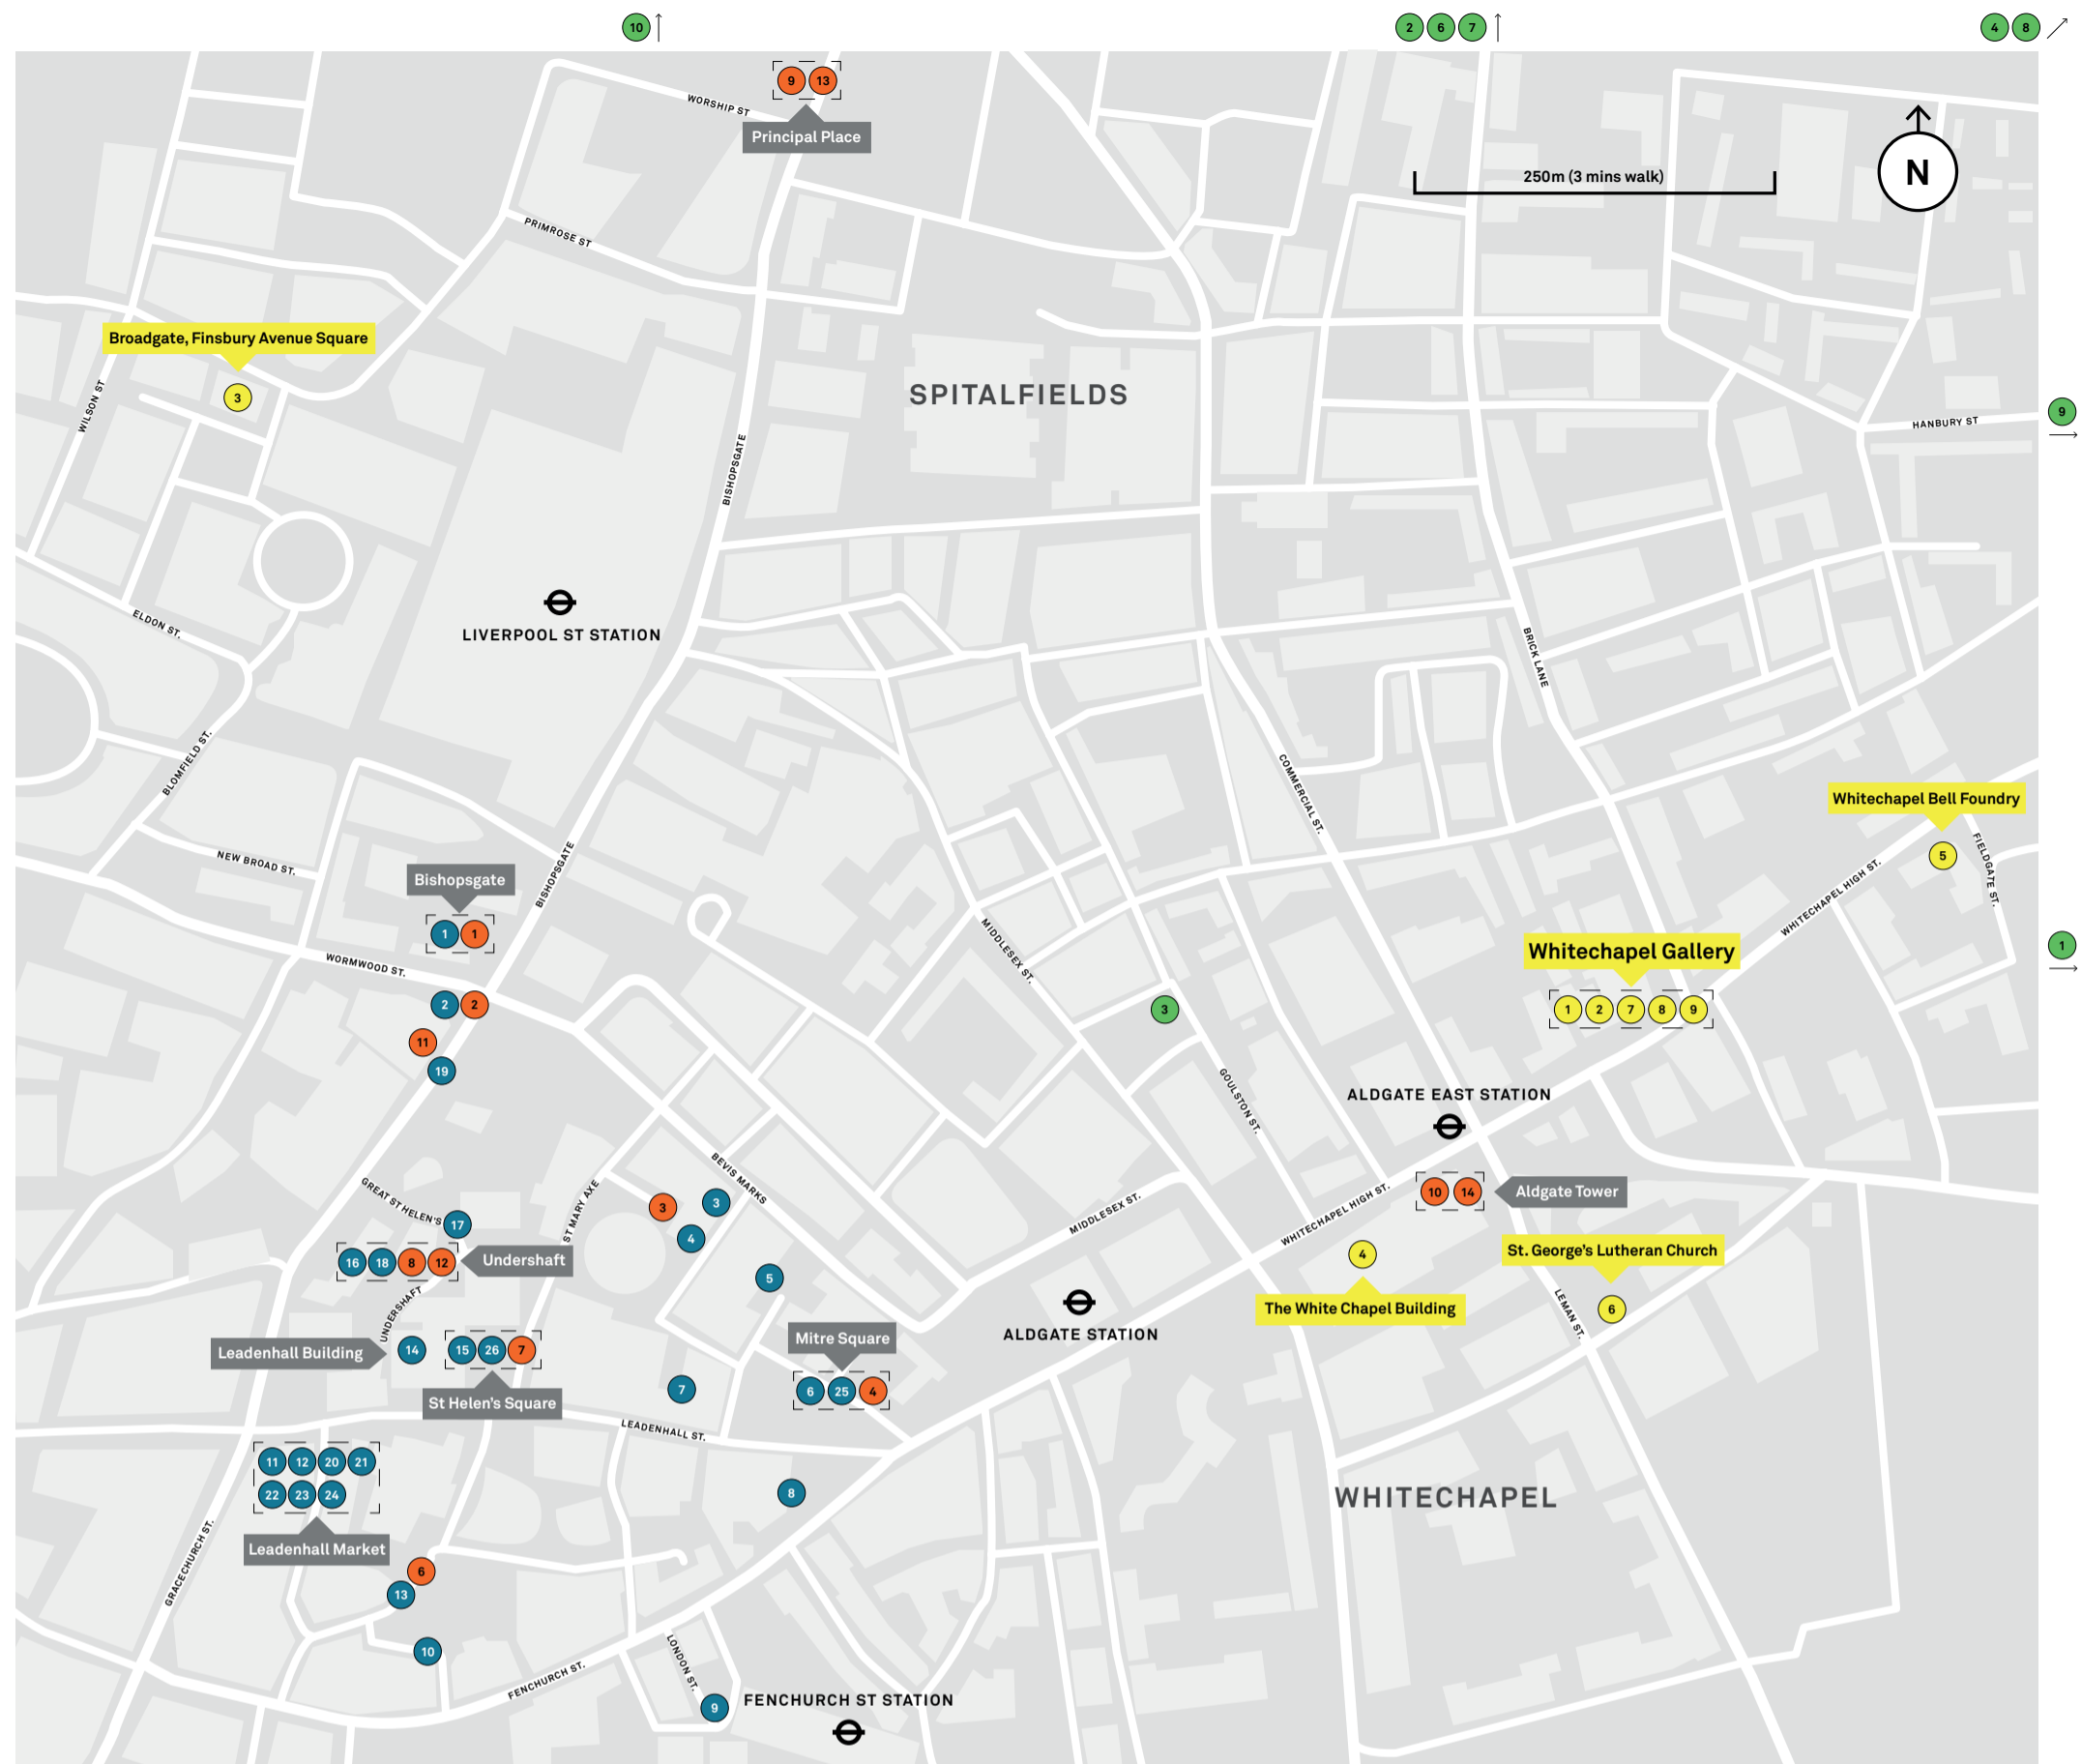 10
2 6 7
4 8
9 13
WORSHIP ST
Principal Place
250m (3 mins walk)
N
PRIMROSE ST
Broadgate, Finsbury Avenue Square
3
WILSON ST
SPITALFIELDS
9
HANBURY ST
BISHOPSGATE
LIVERPOOL ST STATION
ELDON ST.
BRICK LANE
BLOMFIELD ST.
COMMERCIAL ST.
Whitechapel Bell Foundry
5
FIELDGATE ST.
NEW BROAD ST.
BISHOPSGATE
Bishopsgate
1 1
WHITECHAPEL HIGH ST.
MIDDLESEX ST.
Whitechapel Gallery
1 2 7 8 9
1
WORMWOOD ST.
2 2
3
11
19
GOULSTON ST.
ALDGATE EAST STATION
BEVIS MARKS
10 14
Aldgate Tower
GREAT ST HELEN'S
17
ST MARY AXE
3
3
4
MIDDLESEX ST.
WHITECHAPEL HIGH ST.
16 18 8 12
Undershaft
5
4
The White Chapel Building
St. George's Lutheran Church
6
LEMAN ST.
UNDERSHAFT
ALDGATE STATION
Leadenhall Building
14
15 26 7
St Helen's Square
Mitre Square
6 25 4
7
LEADENHALL ST.
11 12 20 21
22 23 24
Leadenhall Market
8
WHITECHAPEL
GRACECHURCH ST.
6
13
10
FENCHURCH ST.
LONDON ST.
9
FENCHURCH ST STATION